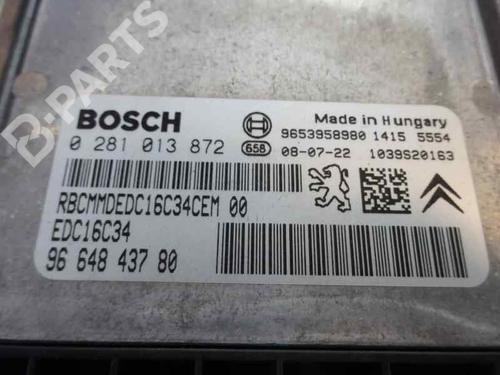 B-PARTS
BOSCH
Made in Hungary
9653958980 1415 5554
0 281 013 872
658 08-07-22 1039S20163
RBCMMDEDC16C34CEM 00
EDC16C34
96 648 437 80